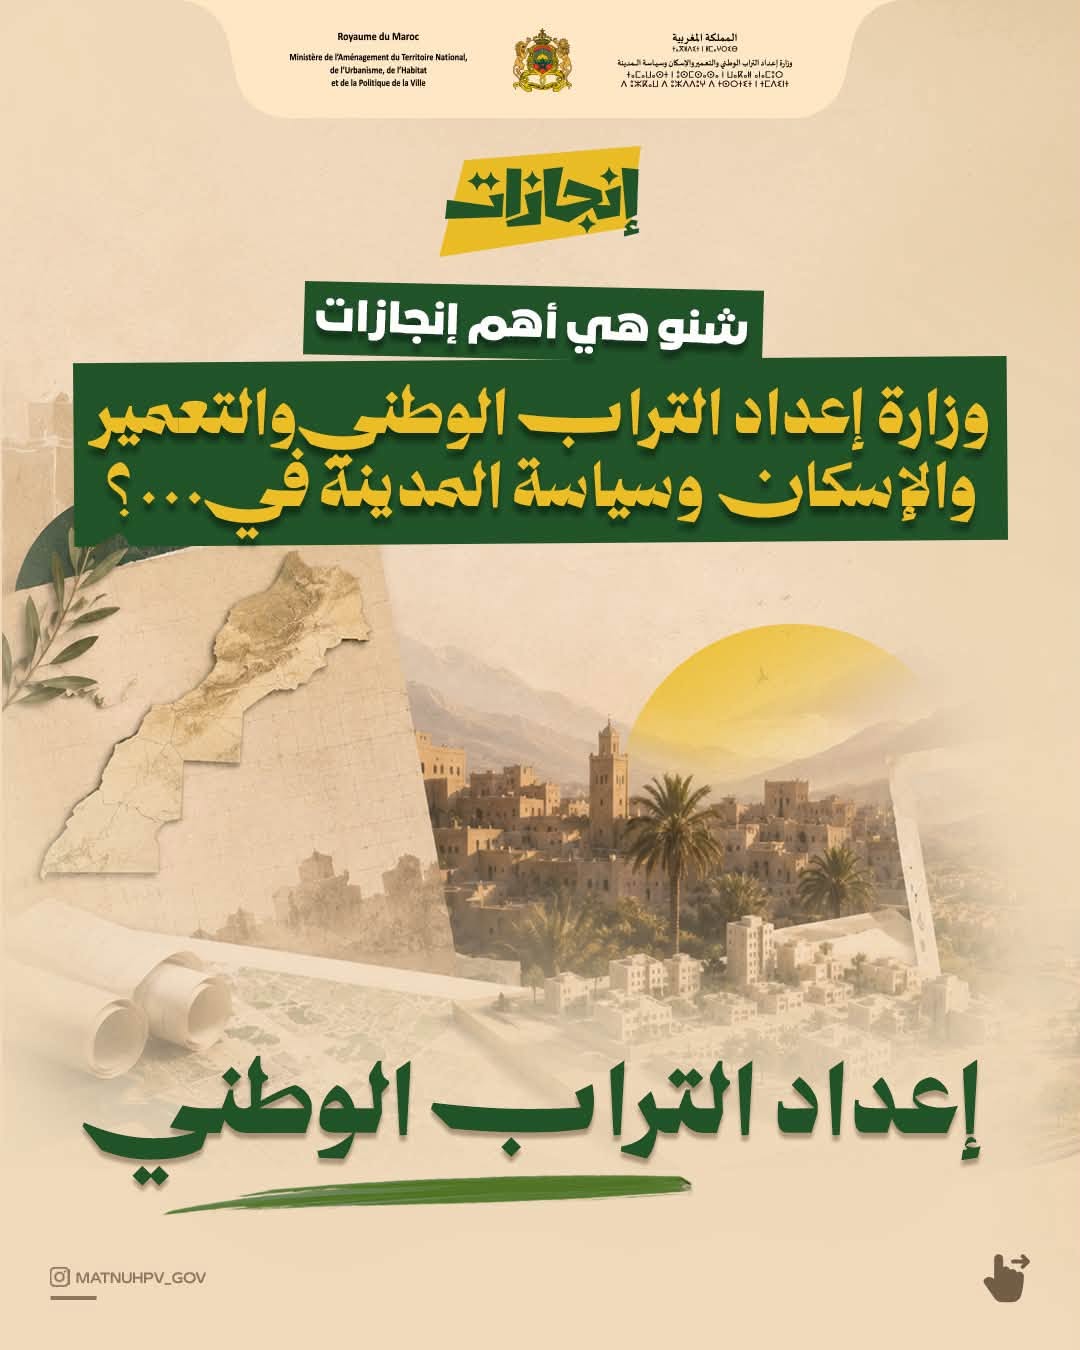 Royaume du Maroc
Ministère de l'Aménagement du Territoire National,
de l'Urbanisme, de l'Habitat
et de la Politique de la Ville
المملكة المغربية
ⵜⴰⴳⵍⴷⵉⵜ ⵏ ⵍⵎⵖⵔⵉⴱ
وزارة إعداد التراب الوطني والتعمير والإسكان وسياسة المدينة
إنجازات
شنو هي أهم إنجازات
وزارة إعداد التراب الوطني والتعمير
والإسكان وسياسة المدينة في...؟
إعداد التراب الوطني
MATNUHPV_GOV